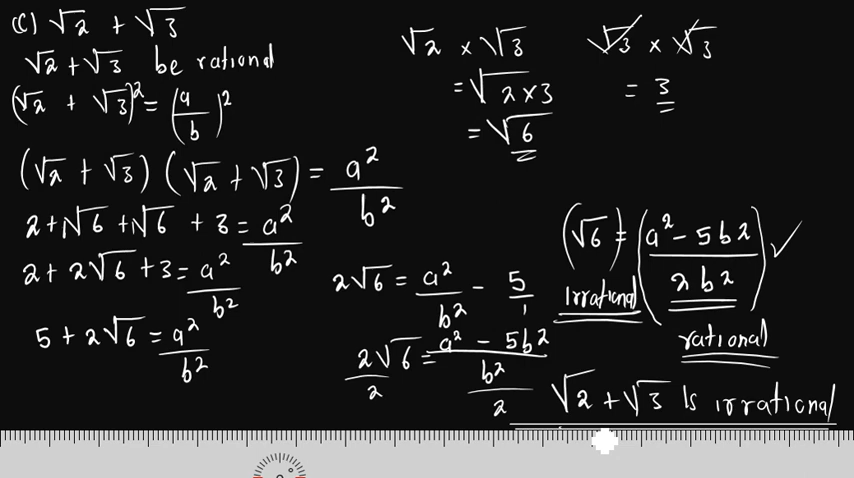 (C) √2 + √3
√2 + √3 be rational
(√2 + √3)² = (a/b)²
(√2 + √3) (√2 + √3) = a²/b²
2 + √6 + √6 + 3 = a²/b²
2 + 2√6 + 3 = a²/b²
5 + 2√6 = a²/b²
√2 × √3
= √2×3
= √6
√3 × √3
= 3
2√6 = a²/b² - 5/1
2√6/2 = a² - 5b²/b²/2
(√6) = (a² - 5b2/2b2) ✓
irrational
rational
√2 + √3 Is irrational